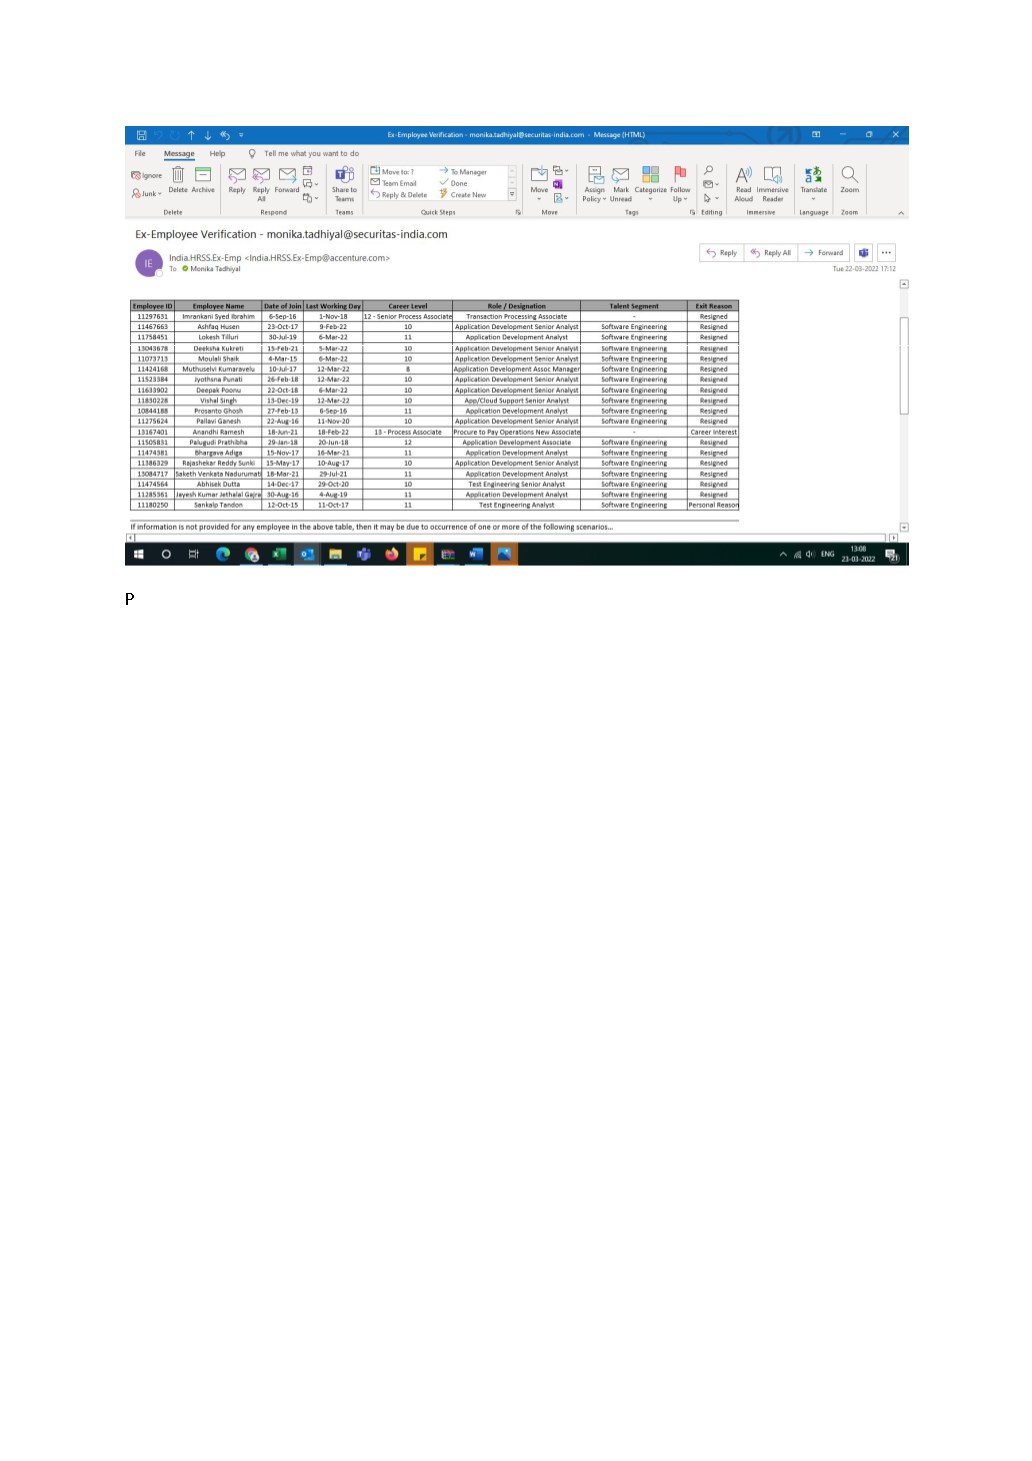 Ex-Employee Verification - monika.tadhiyal@securitas-india.com - Message (HTML)
File Message Help Tell me what you want to do
Ignore
Junk
Delete Archive
Reply Reply All Forward
Share to Teams
Move to: ? To Manager
Team Email Done
Reply & Delete Create New
Move
Assign Policy Mark Unread Categorize Follow Up
Read Aloud Immersive Reader
Translate
Zoom
Delete Respond Teams Quick Steps Move Tags Editing Immersive Language Zoom
Ex-Employee Verification - monika.tadhiyal@securitas-india.com
IE
India.HRSS.Ex-Emp <India.HRSS.Ex-Emp@accenture.com>
To Monika Tadhiyal
Reply Reply All Forward
Tue 22-03-2022 17:12
Employee ID Employee Name Date of Join Last Working Day Career Level Role / Designation Talent Segment Exit Reason
11297631 Imrankani Syed Ibrahim 6-Sep-16 1-Nov-18 12 - Senior Process Associate Transaction Processing Associate - Resigned
11467663 Ashfaq Husen 23-Oct-17 9-Feb-22 10 Application Development Senior Analyst Software Engineering Resigned
11758451 Lokesh Tilluri 30-Jul-19 6-Mar-22 11 Application Development Analyst Software Engineering Resigned
13043678 Deeksha Kukreti 15-Feb-21 5-Mar-22 10 Application Development Senior Analyst Software Engineering Resigned
11073713 Moulali Shaik 4-Mar-15 6-Mar-22 10 Application Development Senior Analyst Software Engineering Resigned
11424168 Muthuselvi Kumaravelu 10-Jul-17 12-Mar-22 8 Application Development Assoc Manager Software Engineering Resigned
11523384 Jyothsna Punati 26-Feb-18 12-Mar-22 10 Application Development Senior Analyst Software Engineering Resigned
11633902 Deepak Poonu 22-Oct-18 6-Mar-22 10 Application Development Senior Analyst Software Engineering Resigned
11830228 Vishal Singh 13-Dec-19 12-Mar-22 10 App/Cloud Support Senior Analyst Software Engineering Resigned
10844188 Prosanto Ghosh 27-Feb-13 6-Sep-16 11 Application Development Analyst Software Engineering Resigned
11275624 Pallavi Ganesh 22-Aug-16 11-Nov-20 10 Application Development Senior Analyst Software Engineering Resigned
13167401 Anandhi Ramesh 18-Jun-21 18-Feb-22 13 - Process Associate Procure to Pay Operations New Associate - Career Interest
11505831 Palugudi Prathibha 29-Jan-18 20-Jun-18 12 Application Development Associate Software Engineering Resigned
11474381 Bhargava Adiga 15-Nov-17 16-Mar-21 11 Application Development Analyst Software Engineering Resigned
11386329 Rajashekar Reddy Sunki 15-May-17 10-Aug-17 10 Application Development Senior Analyst Software Engineering Resigned
13084717 Saketh Venkata Nadurumati 18-Mar-21 29-Jul-21 11 Application Development Analyst Software Engineering Resigned
11474564 Abhisek Dutta 14-Dec-17 29-Oct-20 10 Test Engineering Senior Analyst Software Engineering Resigned
11285361 Jayesh Kumar Jethalal Gajra 30-Aug-16 4-Aug-19 11 Application Development Analyst Software Engineering Resigned
11180250 Sankalp Tandon 12-Oct-15 11-Oct-17 11 Test Engineering Analyst Software Engineering Personal Reason
If information is not provided for any employee in the above table, then it may be due to occurrence of one or more of the following scenarios...
ENG
13:08
23-03-2022
21
P